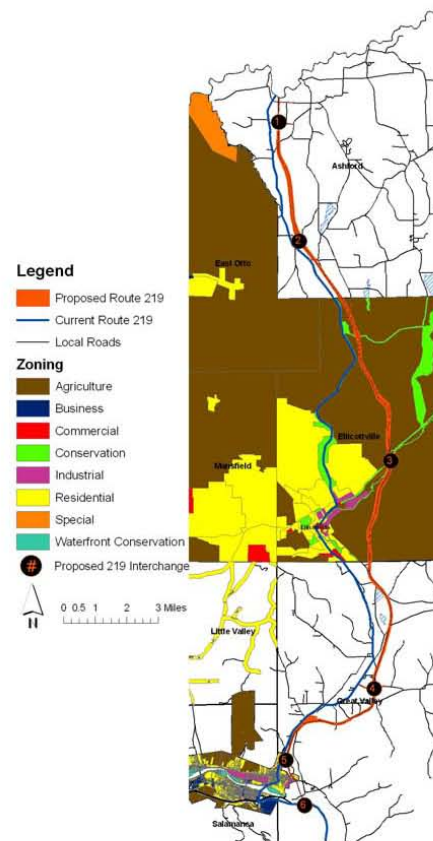 1
Ashford
2
East Otto
Legend
Proposed Route 219
Current Route 219
Local Roads
Zoning
Agriculture
Business
Commercial
Conservation
Industrial
Residential
Special
Waterfront Conservation
# Proposed 219 Interchange
N
0 0.5 1 2 3 Miles
Ellicottville
Mansfield
3
Little Valley
4
Great Valley
5
6
Salamanca